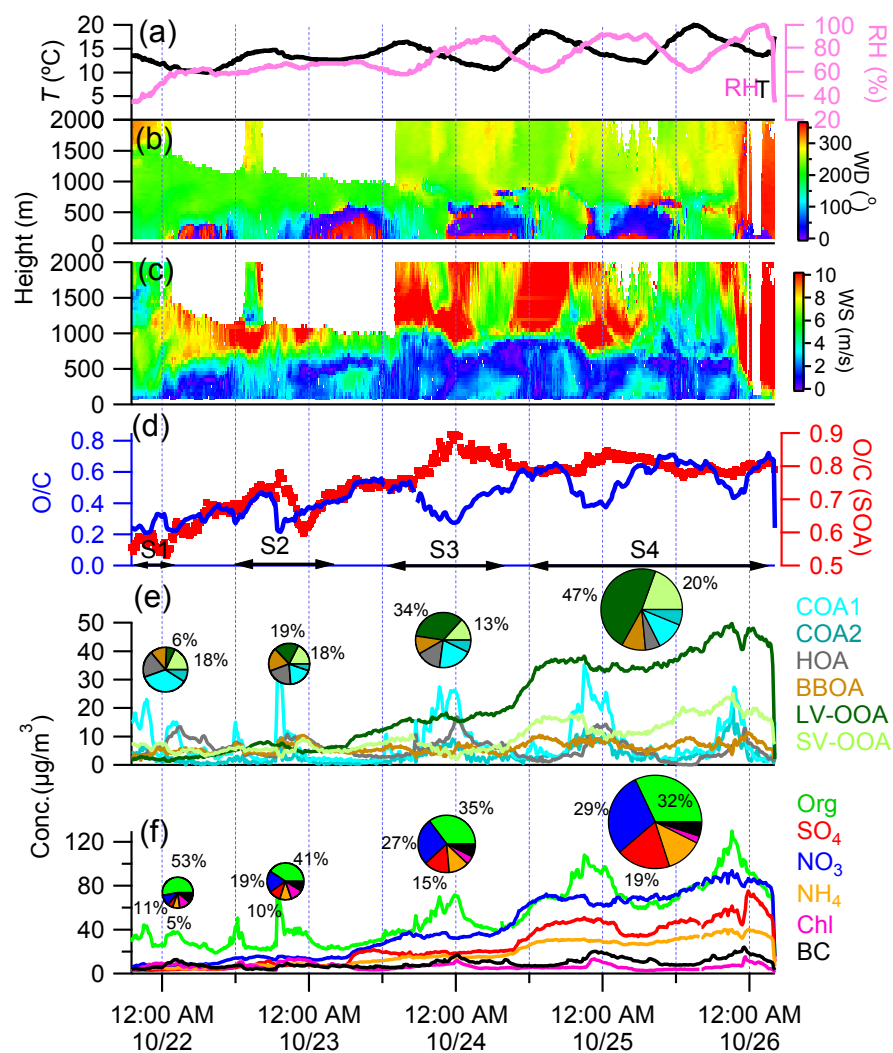 (a)
20
15
10
5
T (°C)
100
80
60
40
20
RH (%)
RH
T
(b)
2000
1500
1000
500
0
300
200
100
0
WD(°)
Height (m)
(c)
2000
1500
1000
500
0
10
8
6
4
2
0
WS (m/s)
(d)
0.8
0.6
0.4
0.2
0.0
O/C
0.9
0.8
0.7
0.6
0.5
O/C (SOA)
S1
S2
S3
S4
(e)
50
40
30
20
10
0
6%
18%
19%
18%
34%
13%
47%
20%
COA1
COA2
HOA
BBOA
LV-OOA
SV-OOA
Conc.(µg/m³)
(f)
120
80
40
0
53%
11%
5%
41%
19%
10%
35%
27%
15%
32%
29%
19%
Org
SO₄
NO₃
NH₄
Chl
BC
12:00 AM
10/22
12:00 AM
10/23
12:00 AM
10/24
12:00 AM
10/25
12:00 AM
10/26